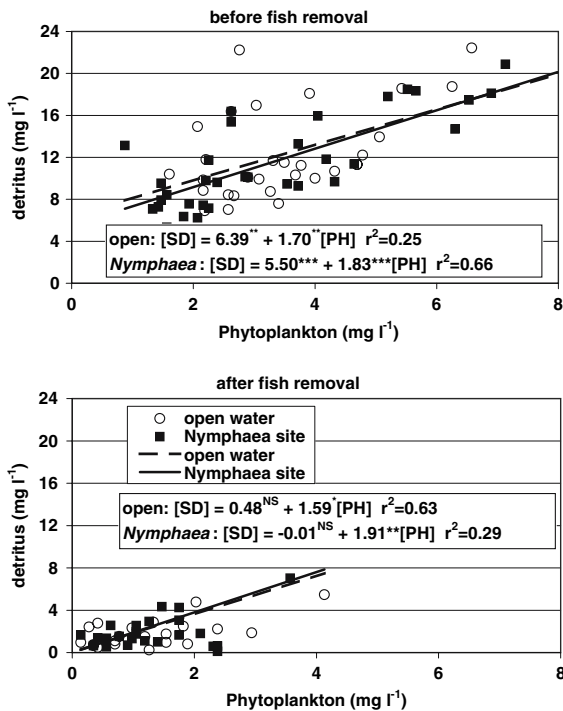 before fish removal
24
20
16
12
8
4
0
detritus (mg l⁻¹)
open: [SD] = 6.39** + 1.70**[PH] r²=0.25
Nymphaea: [SD] = 5.50*** + 1.83***[PH] r²=0.66
0 2 4 6 8
Phytoplankton (mg l⁻¹)
after fish removal
24
20
16
12
8
4
0
detritus (mg l⁻¹)
open water
Nymphaea site
open water
Nymphaea site
open: [SD] = 0.48ᴺˢ + 1.59*[PH] r²=0.63
Nymphaea: [SD] = -0.01ᴺˢ + 1.91**[PH] r²=0.29
0 2 4 6 8
Phytoplankton (mg l⁻¹)